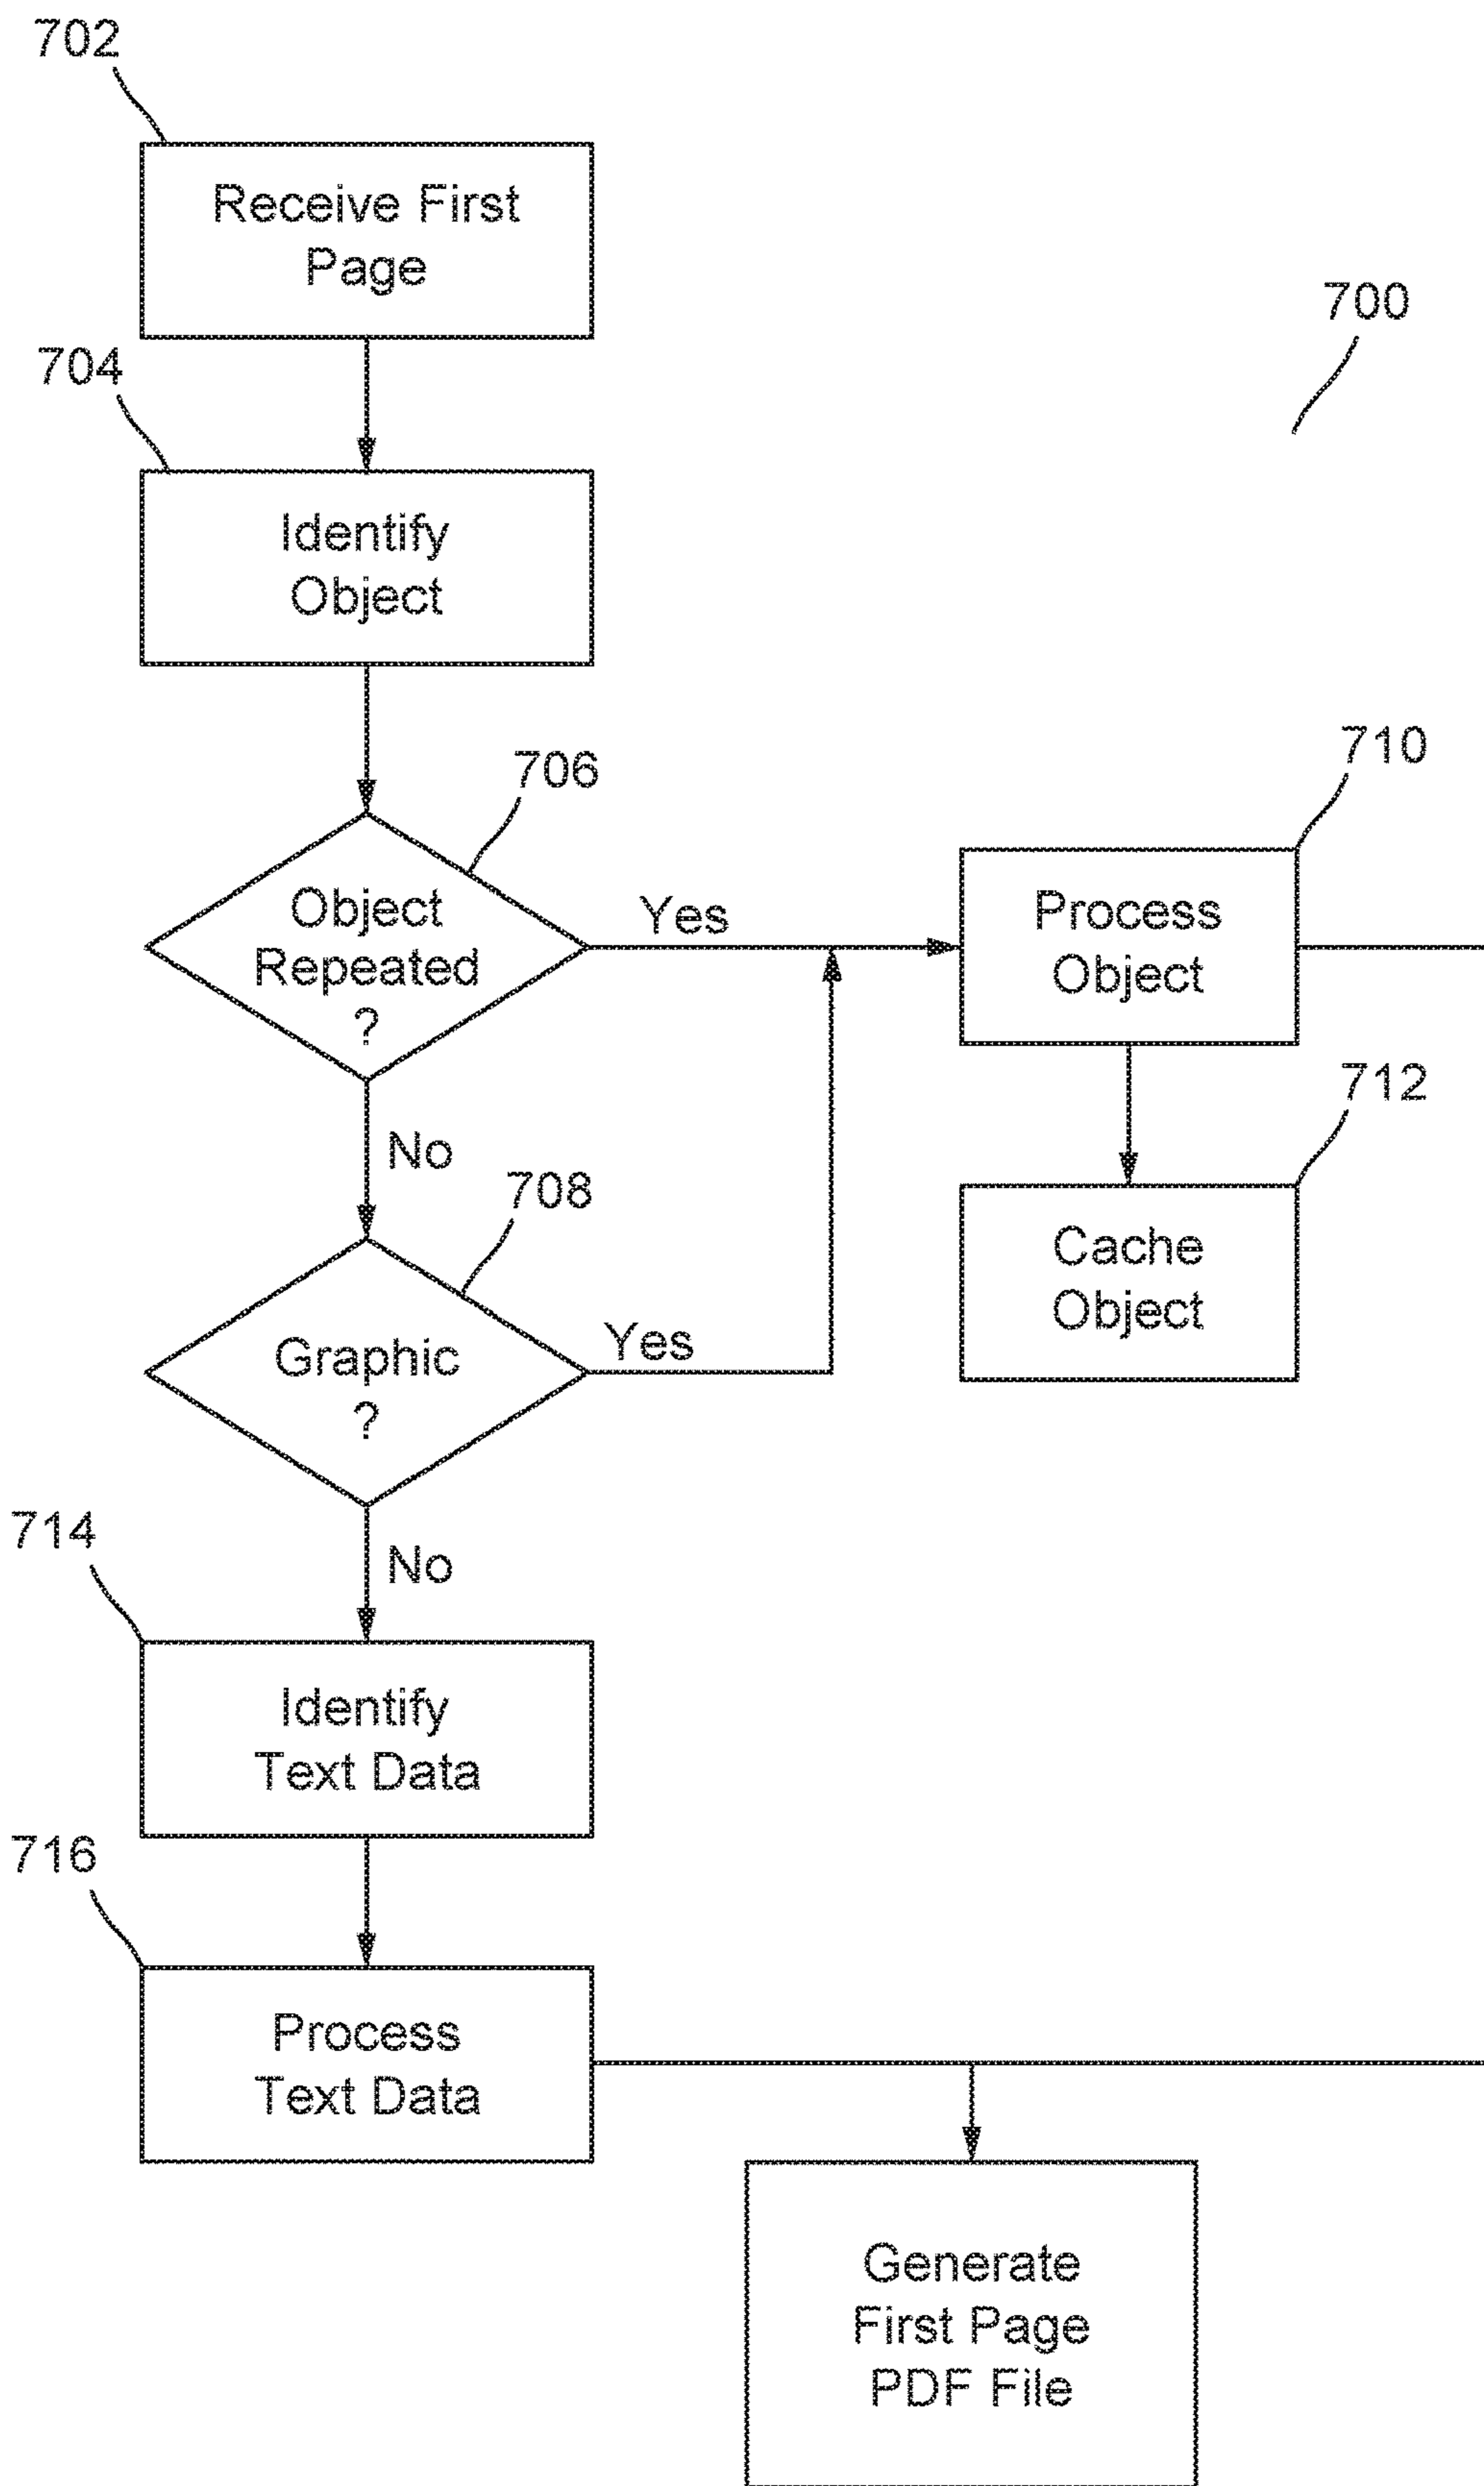 702
Receive First
Page
700
704
Identify
Object
706
Object
Repeated
?
Yes
710
Process
Object
No
712
Cache
Object
708
Graphic
?
Yes
No
714
Identify
Text Data
716
Process
Text Data
Generate
First Page
PDF File